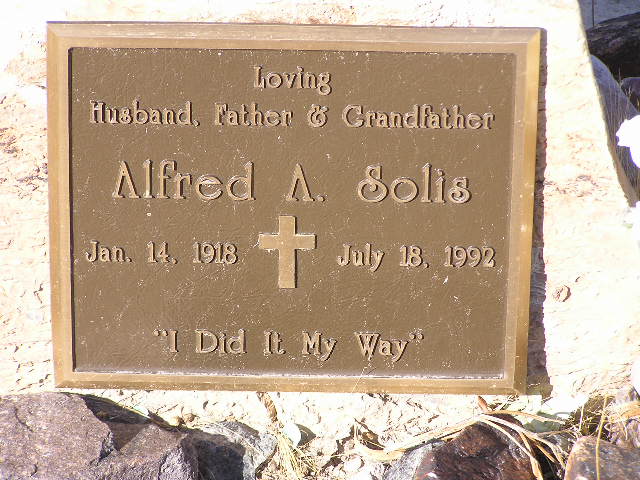 Loving
Husband, Father & Grandfather
Alfred A. Solis
Jan. 14, 1918 July 18, 1992
"I Did It My Way"